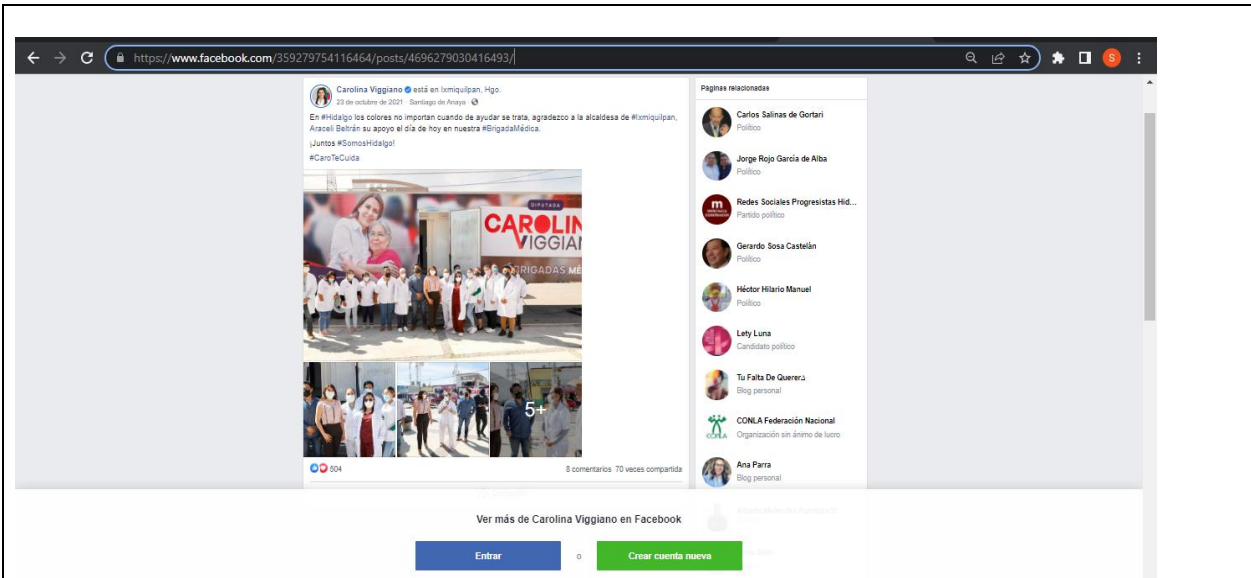 https://www.facebook.com/359279754116464/posts/4696279030416493/
S
Carolina Viggiano está en Ixmiquilpan, Hgo.
23 de octubre de 2021 · Santiago de Anaya ·
En #Hidalgo los colores no importan cuando de ayudar se trata, agradezco a la alcaldesa de #Ixmiquilpan,
Araceli Beltrán su apoyo el día de hoy en nuestra #BrigadaMédica.
¡Juntos #SomosHidalgo!
#CaroTeCuida
DIPUTADA
CAROLIN
VIGGIAN
BRIGADAS MÉ
5+
504
8 comentarios 70 veces compartida
Páginas relacionadas
Carlos Salinas de Gortari
Político
Jorge Rojo García de Alba
Político
m
Redes Sociales Progresistas Hid...
Partido político
Gerardo Sosa Castelán
Político
Héctor Hilario Manuel
Político
Lety Luna
Candidato político
Tu Falta De Querer
Blog personal
CONLA
CONLA Federación Nacional
Organización sin ánimo de lucro
Ana Parra
Blog personal
Ver más de Carolina Viggiano en Facebook
Entrar
o
Crear cuenta nueva